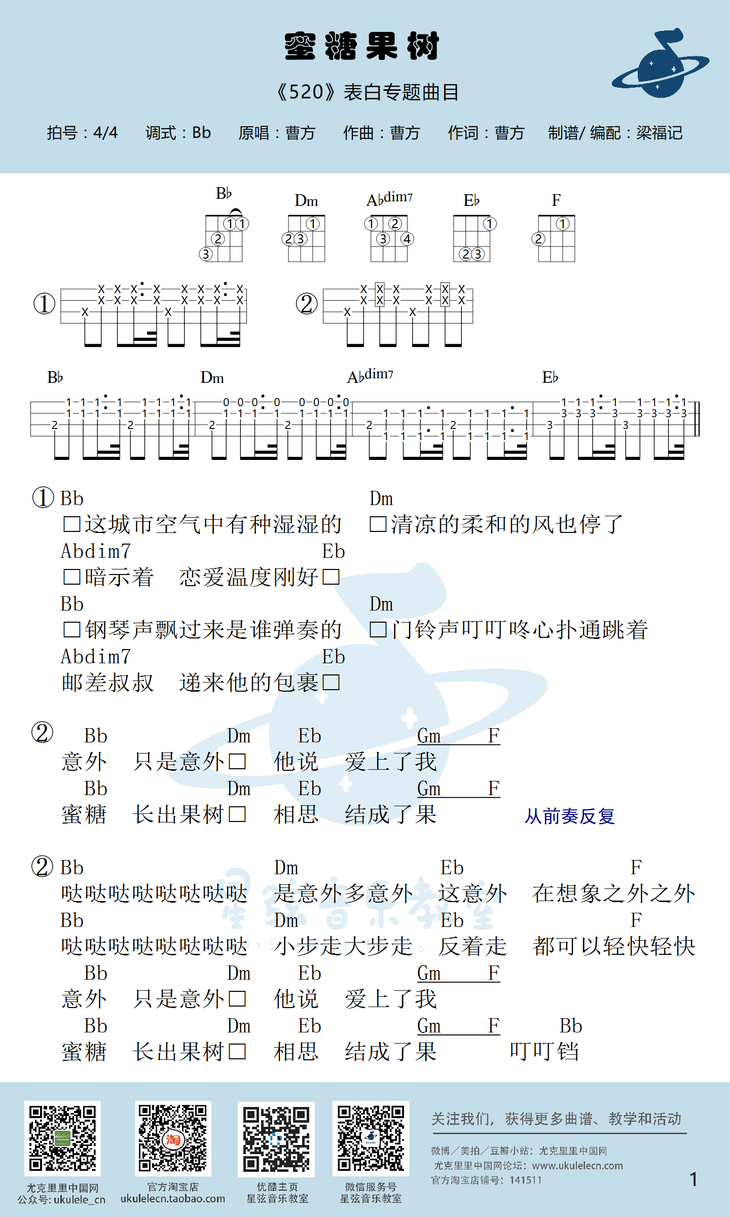 蜜糖果树
《520》表白专题曲目
拍号：4/4 调式：Bb 原唱：曹方 作曲：曹方 作词：曹方 制谱/ 编配：梁福记
B♭ Dm A♭dim7 E♭ F
① ②
B♭ Dm A♭dim7 E♭
① Bb Dm
□这城市空气中有种湿湿的 □清凉的柔和的风也停了
Abdim7 Eb
□暗示着 恋爱温度刚好□
Bb Dm
□钢琴声飘过来是谁弹奏的 □门铃声叮叮咚心扑通跳着
Abdim7 Eb
邮差叔叔 递来他的包裹□
② Bb Dm Eb Gm F
意外 只是意外□ 他说 爱上了我
Bb Dm Eb Gm F
蜜糖 长出果树□ 相思 结成了果 从前奏反复
② Bb Dm Eb F
哒哒哒哒哒哒哒哒 是意外多意外 这意外 在想象之外之外
Bb Dm Eb F
哒哒哒哒哒哒哒哒 小步走大步走 反着走 都可以轻快轻快
Bb Dm Eb Gm F
意外 只是意外□ 他说 爱上了我
Bb Dm Eb Gm F Bb
蜜糖 长出果树□ 相思 结成了果 叮叮铛
星弦音乐教室
关注我们，获得更多曲谱、教学和活动
微博／美拍／豆瓣小站：尤克里里中国网
尤克里里中国网论坛：www.ukulelecn.com
官方淘宝店铺号：141511
尤克里里中国网
公众号: ukulele_cn
官方淘宝店
ukulelecn.taobao.com
优酷主页
星弦音乐教室
微信服务号
星弦音乐教室
1